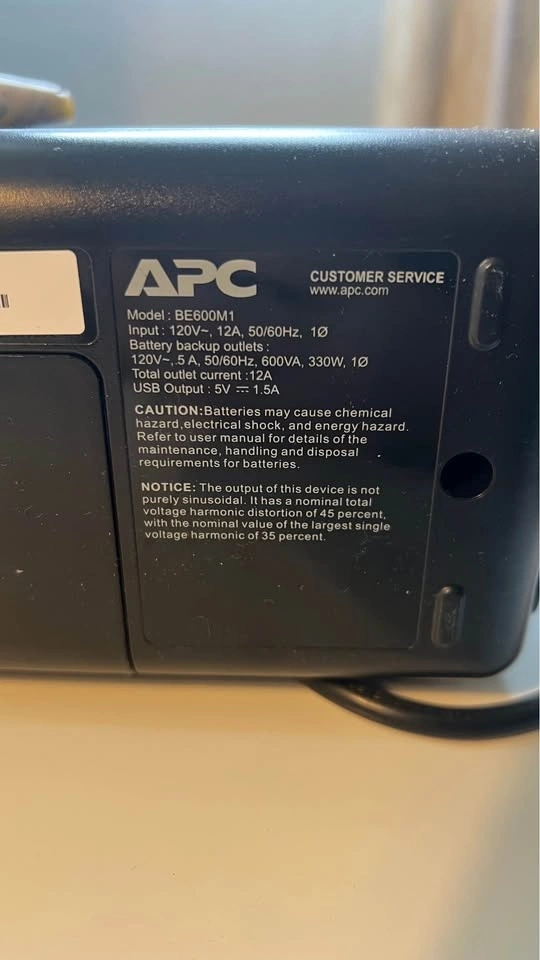 APC
CUSTOMER SERVICE
www.apc.com
Model : BE600M1
Input : 120V~, 12A, 50/60Hz, 1Ø
Battery backup outlets :
120V~,.5 A, 50/60Hz, 600VA, 330W, 1Ø
Total outlet current :12A
USB Output : 5V ⎓ 1.5A
CAUTION:Batteries may cause chemical
hazard,electrical shock, and energy hazard.
Refer to user manual for details of the
maintenance, handling and disposal
requirements for batteries.
NOTICE: The output of this device is not
purely sinusoidal. It has a nominal total
voltage harmonic distortion of 45 percent,
with the nominal value of the largest single
voltage harmonic of 35 percent.